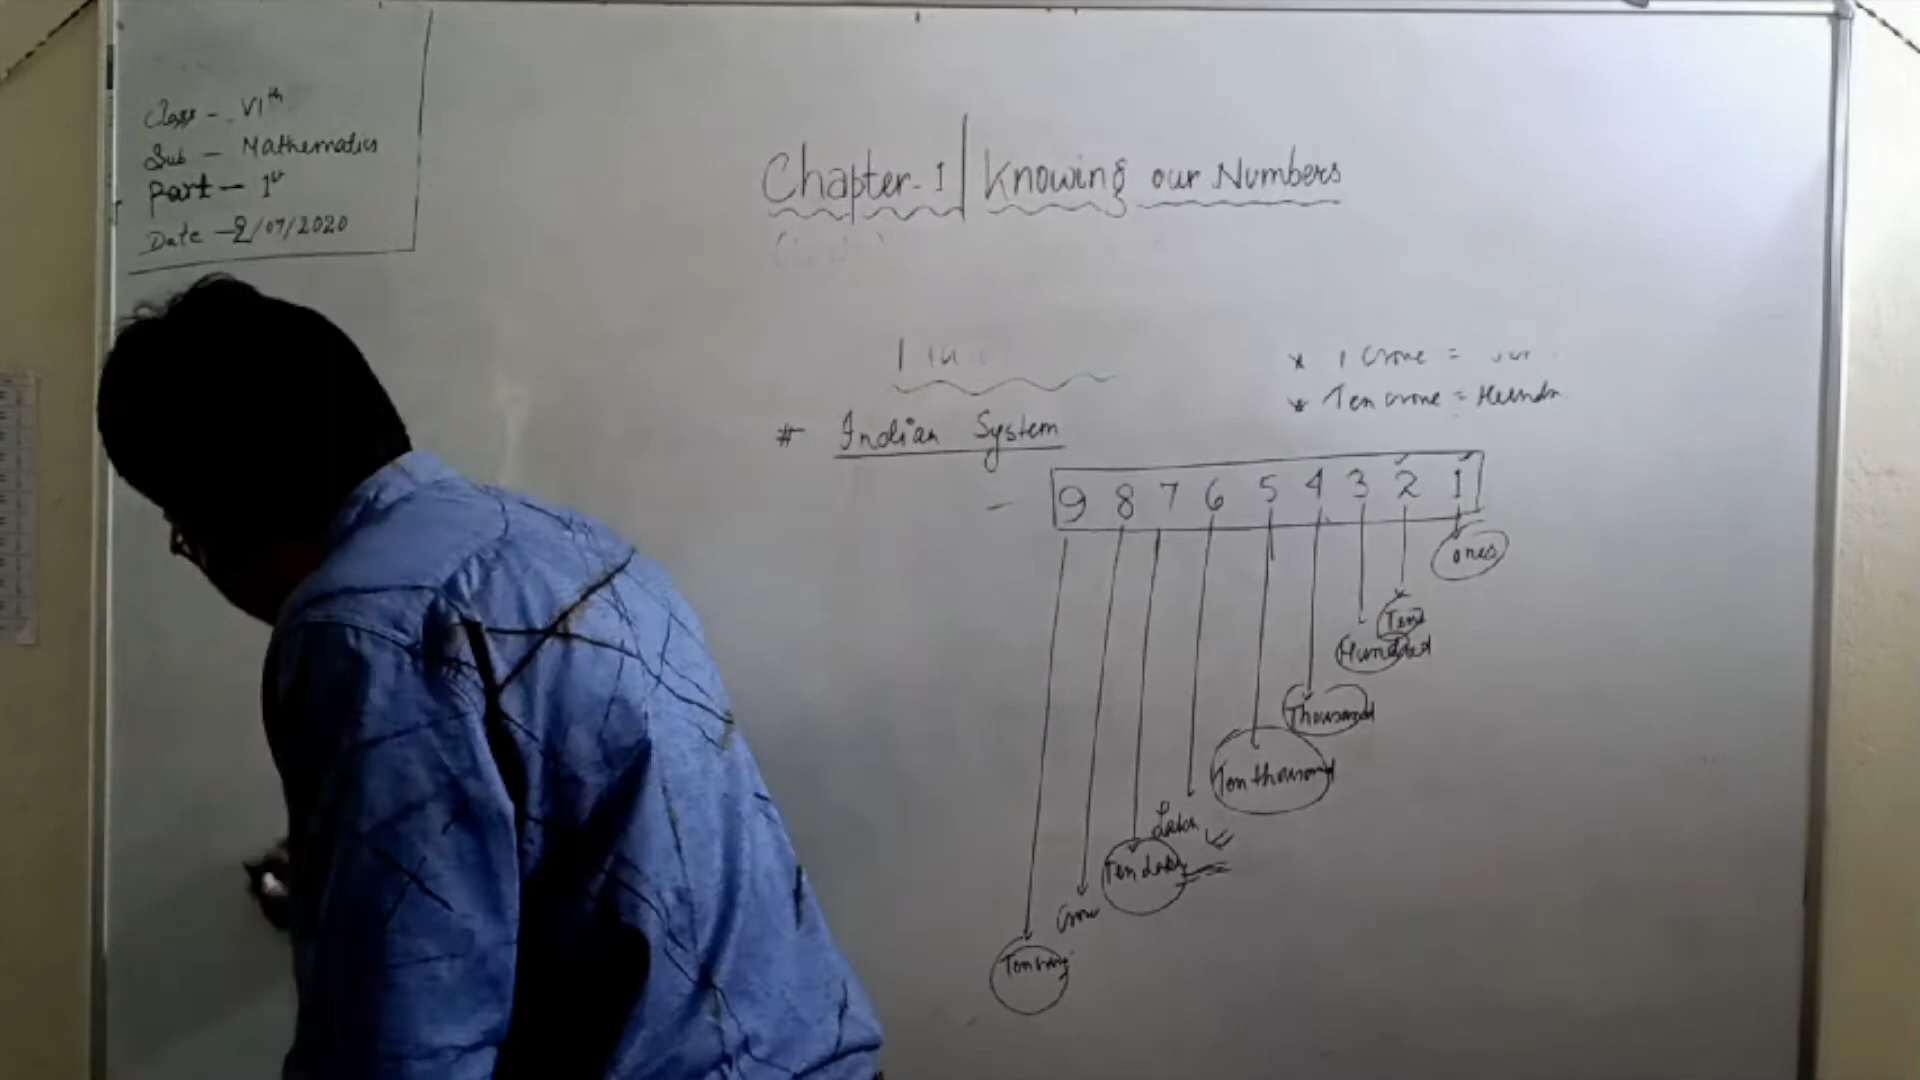 Class - VIth
Sub - Mathematics
Part - 1st
Date - 2/07/2020
Chapter-1 | Knowing our Numbers
* 1 Crore =
* Ten crore =
# Indian System
9 8 7 6 5 4 3 2 1
ones
Tens
Hundred
Thousand
Ten thousand
Lakh
Ten Lakh
Crore
Ten crore